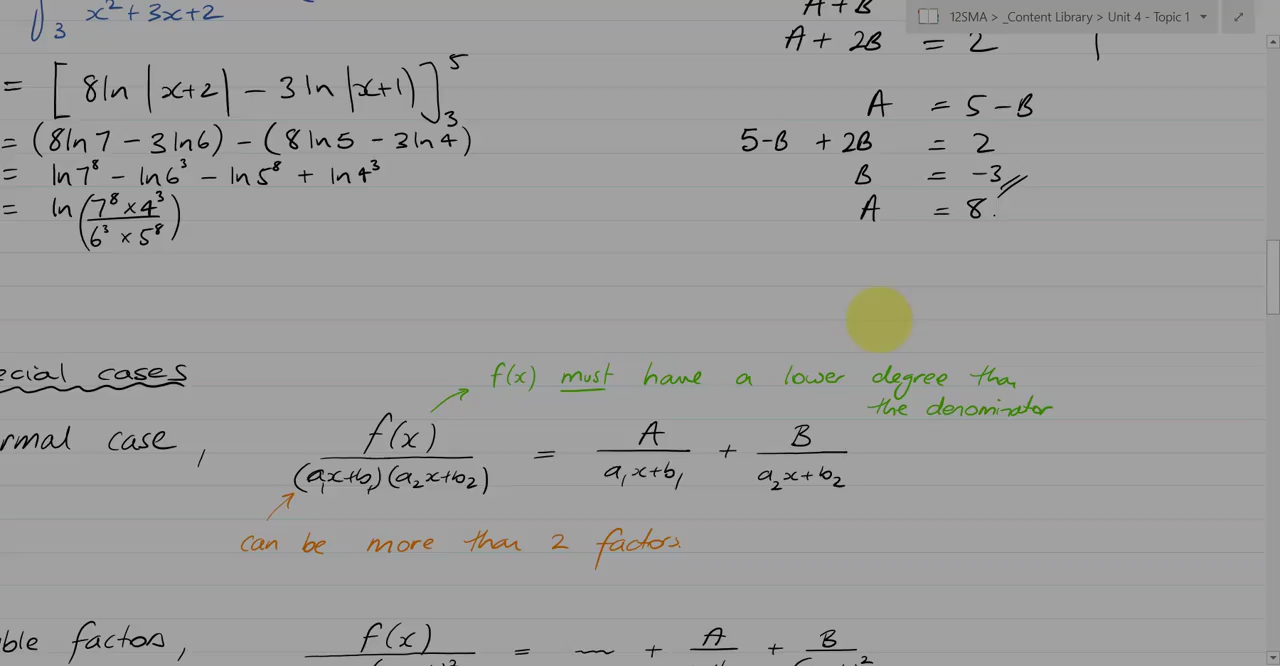 ∫₃ x² + 3x + 2
= [8ln|x+2| − 3ln|x+1|)]₃⁵
= (8ln7 − 3ln6) − (8ln5 − 3ln4)
= ln7⁸ − ln6³ − ln5⁸ + ln4³
= ln(7⁸ × 4³ / 6³ × 5⁸)
A + B
A + 2B = 2
A = 5 − B
5 − B + 2B = 2
B = −3
A = 8.
12SMA > _Content Library > Unit 4 - Topic 1
ecial cases
f(x) must have a lower degree than
the denominator
rmal case, f(x) / (a₁x+b₁)(a₂x+b₂) = A / a₁x+b₁ + B / a₂x+b₂
can be more than 2 factors.
ble factors, f(x) = + A + B